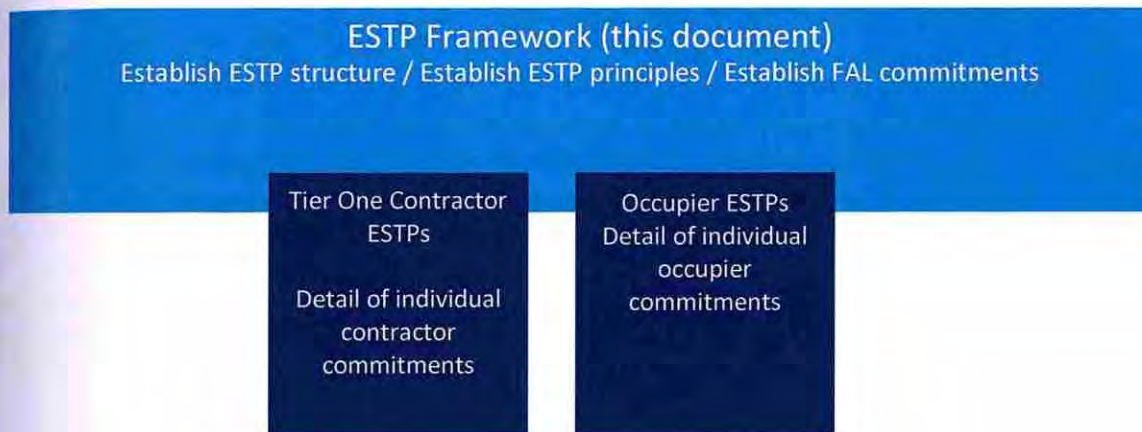 ESTP Framework (this document)
Establish ESTP structure / Establish ESTP principles / Establish FAL commitments
Tier One Contractor
ESTPs
Detail of individual
contractor
commitments
Occupier ESTPs
Detail of individual
occupier
commitments